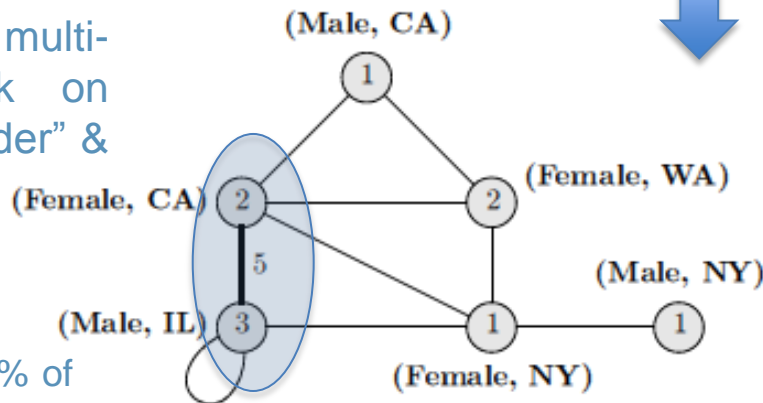 multi-
(Male, CA)
1
k on
der" &
(Female, CA)
2
2
(Female, WA)
5
(Male, NY)
(Male, IL)
3
1
1
% of
(Female, NY)